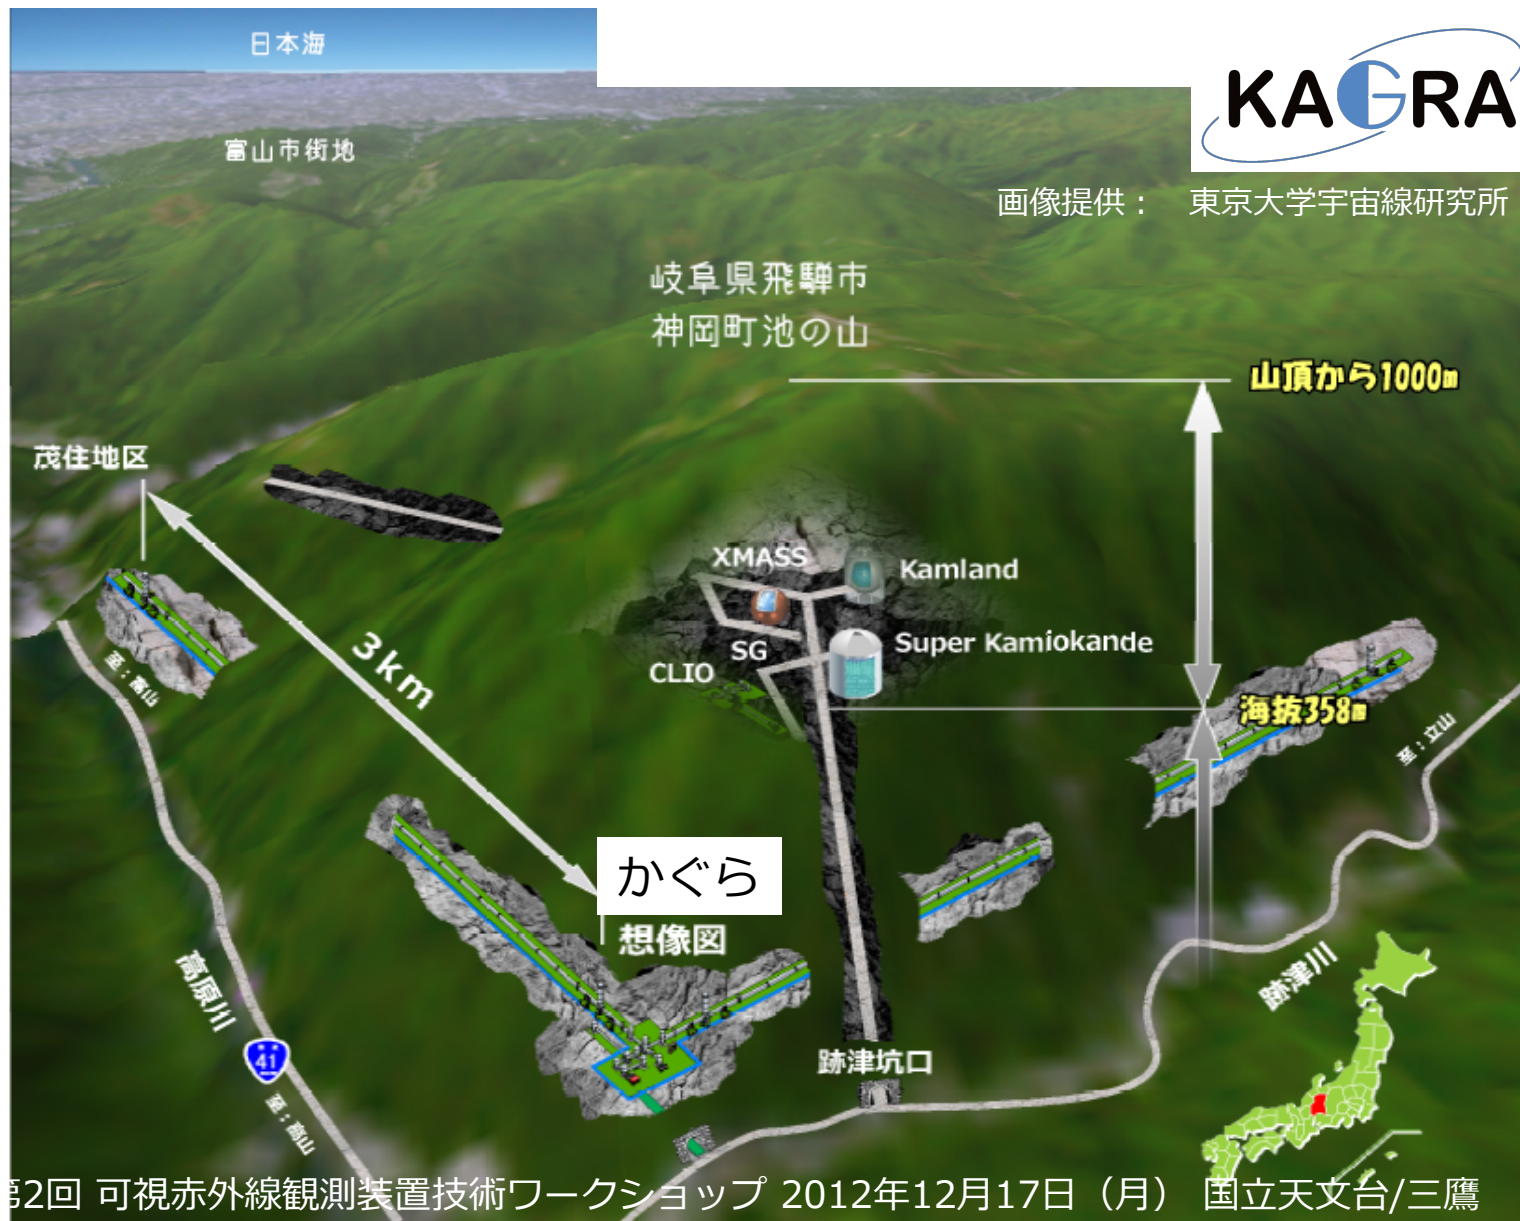 日本海
KAGRA
富山市街地
画像提供： 東京大学宇宙線研究所
岐阜県飛騨市
神岡町池の山
山頂から1000m
茂住地区
XMASS
Kamland
3km
SG
Super Kamiokande
CLIO
海抜358m
至：立山
かぐら
想像図
高原川
跡津川
41
跡津坑口
至：高山
第2回 可視赤外線観測装置技術ワークショップ 2012年12月17日（月） 国立天文台/三鷹